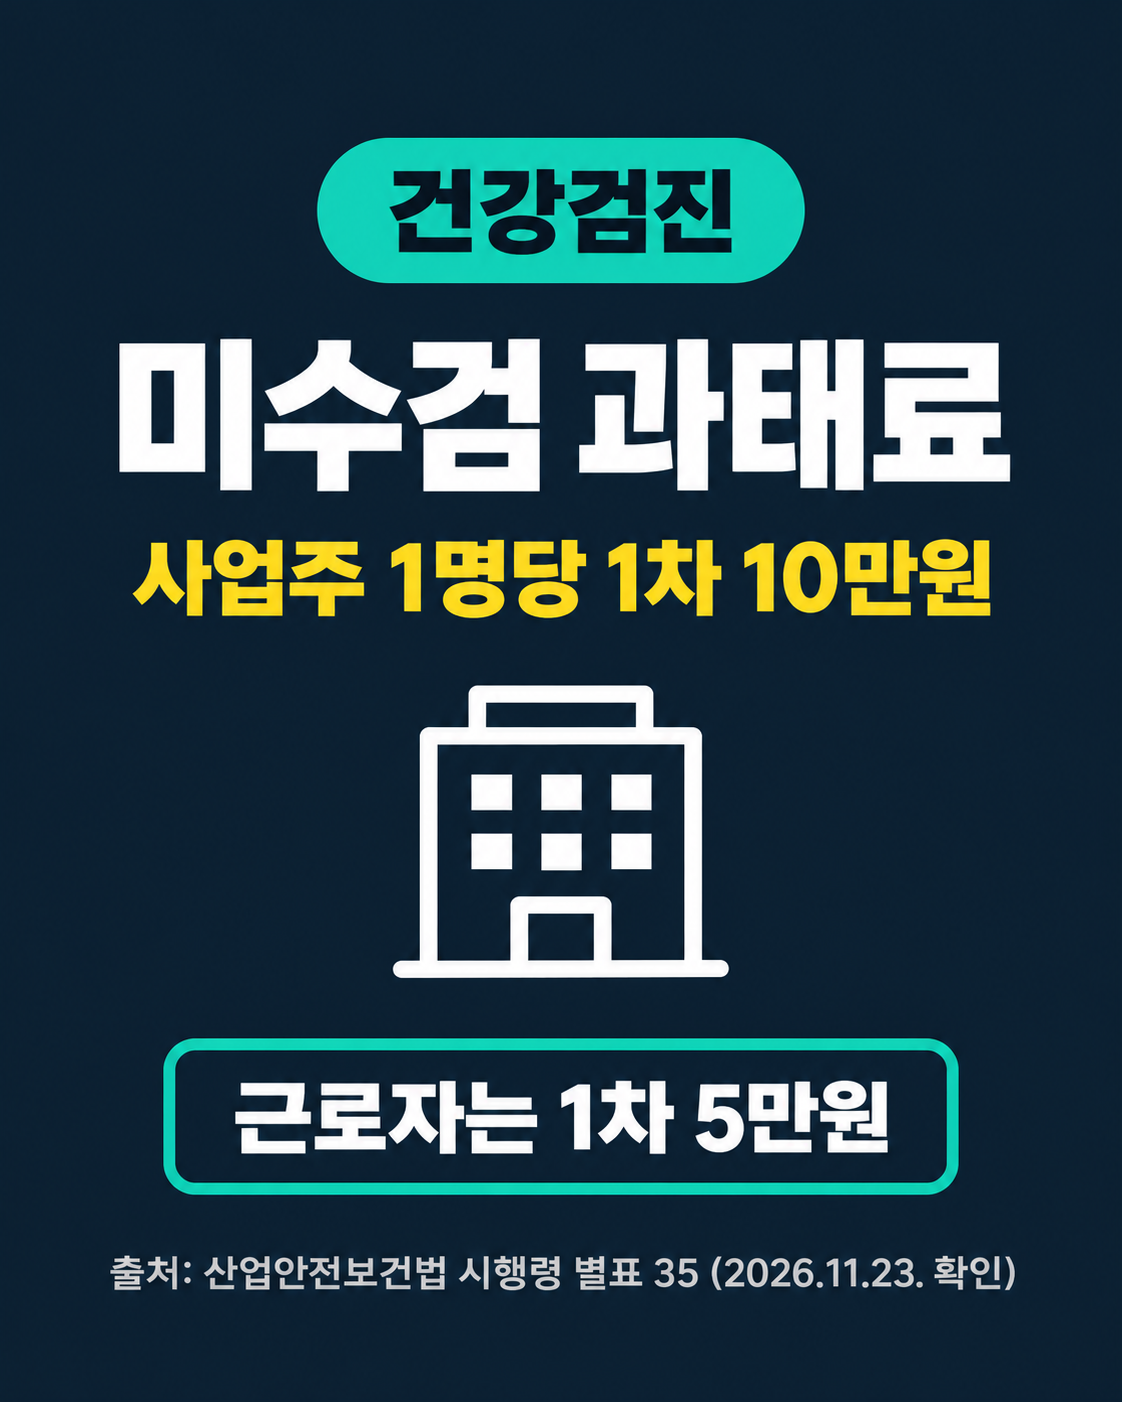 건강검진
미수검 과태료
사업주 1명당 1차 10만원
근로자는 1차 5만원
출처: 산업안전보건법 시행령 별표 35 (2026.11.23. 확인)